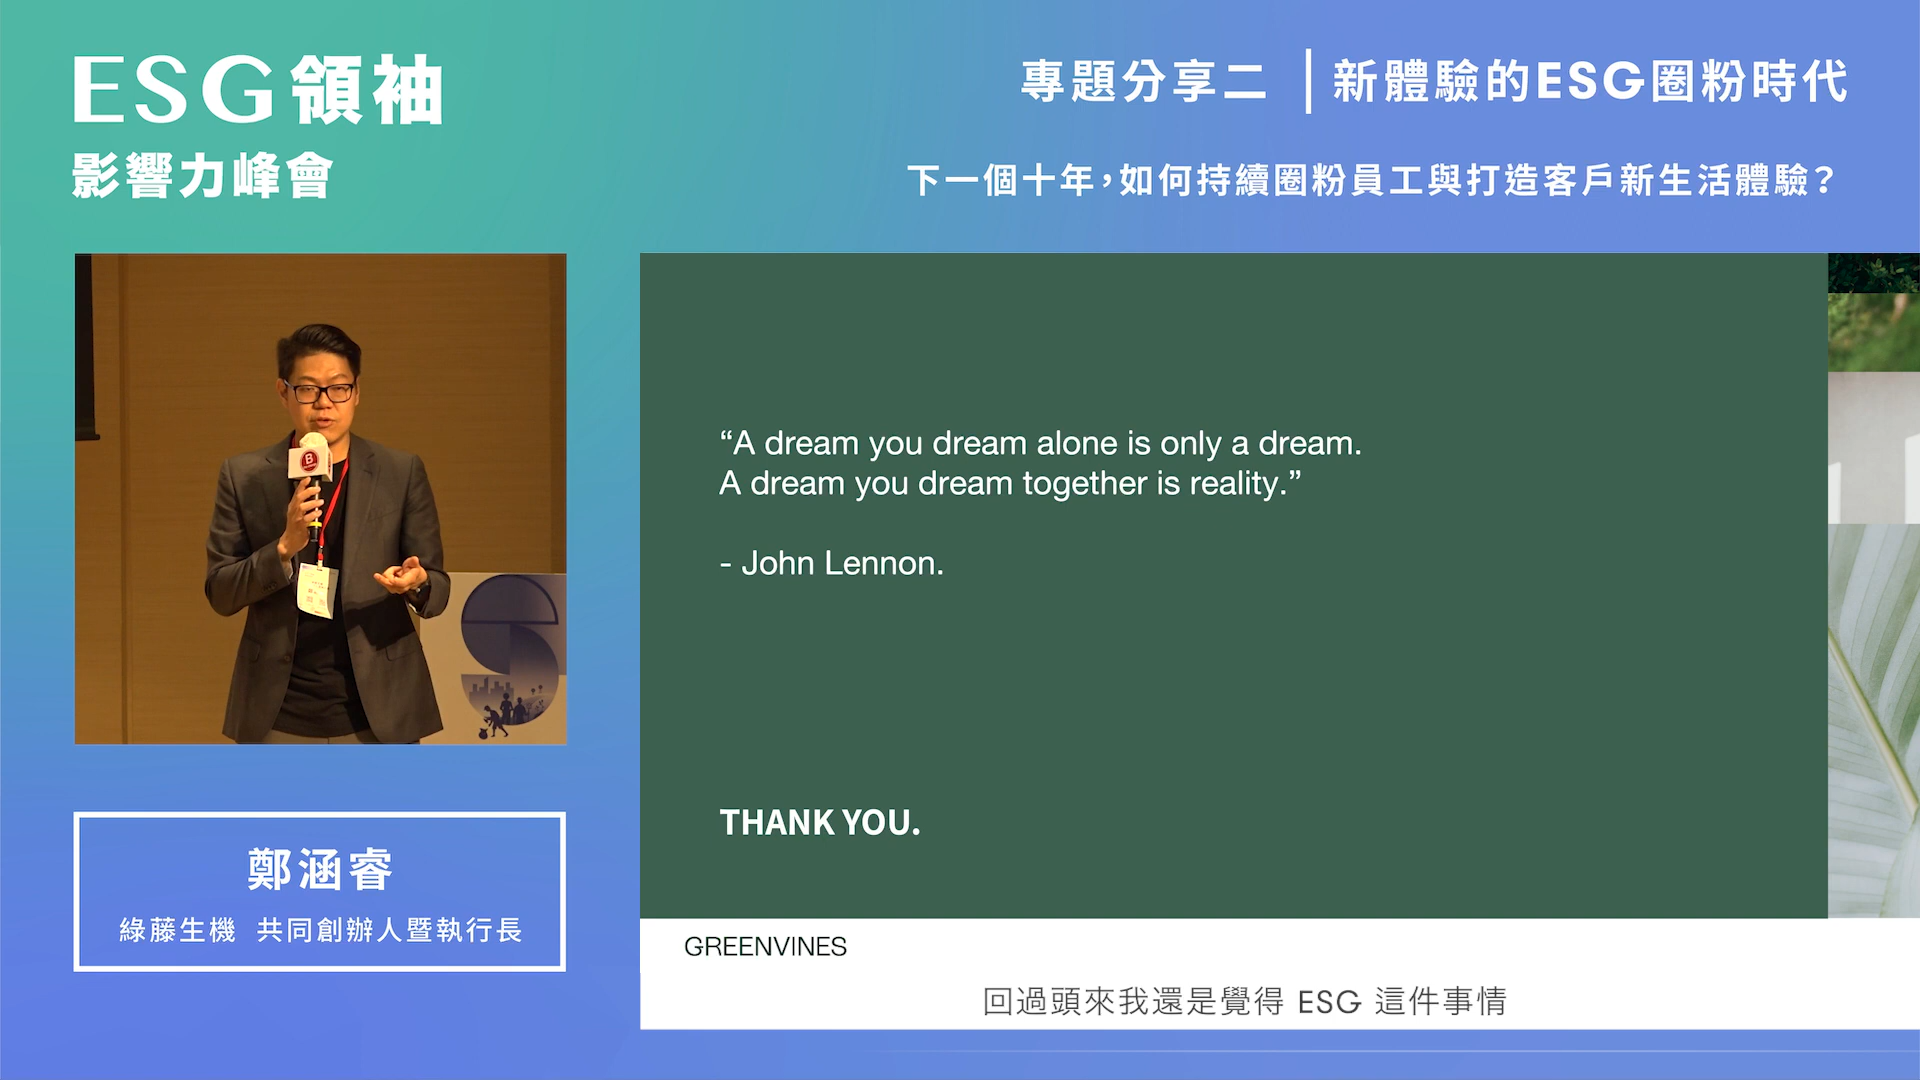 ESG領袖
影響力峰會
專題分享二 | 新體驗的ESG圈粉時代
下一個十年,如何持續圈粉員工與打造客戶新生活體驗?
B
“A dream you dream alone is only a dream.
A dream you dream together is reality.”
- John Lennon.
THANK YOU.
GREENVINES
回過頭來我還是覺得 ESG 這件事情
鄭涵睿
綠藤生機 共同創辦人暨執行長